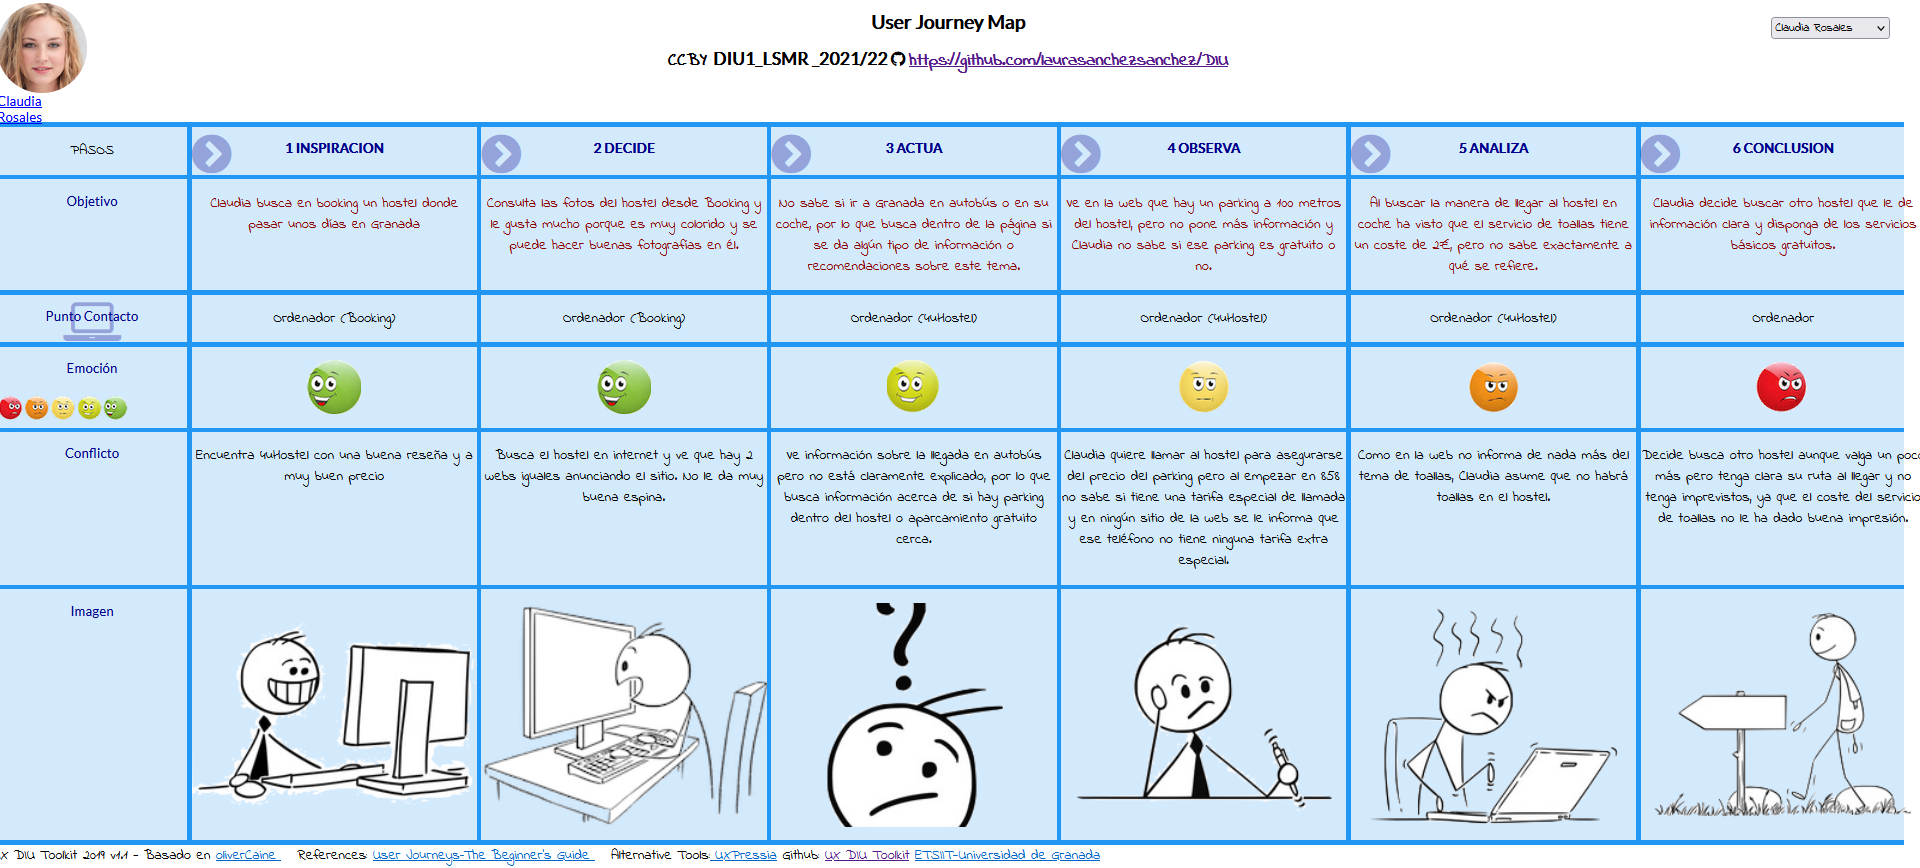 User Journey Map
Claudia Rosales
CCBY DIU1_LSMR_2021/22 https://github.com/laurasanchezsanchez/DIU
Claudia
Rosales
PASOS
1 INSPIRACION
2 DECIDE
3 ACTUA
4 OBSERVA
5 ANALIZA
6 CONCLUSION
Objetivo
Claudia busca en booking un hostel donde
pasar unos días en Granada
Consulta las fotos del hostel desde Booking y
le gusta mucho porque es muy colorido y se
puede hacer buenas fotografías en él.
No sabe si ir a Granada en autobús o en su
coche, por lo que busca dentro de la página si
se da algún tipo de información o
recomendaciones sobre este tema.
Ve en la web que hay un parking a 100 metros
del hostel, pero no pone más información y
Claudia no sabe si ese parking es gratuito o
no.
Al buscar la manera de llegar al hostel en
coche ha visto que el servicio de toallas tiene
un coste de 2€, pero no sabe exactamente a
qué se refiere.
Claudia decide buscar otro hostel que le de
información clara y disponga de los servicios
básicos gratuitos.
Punto Contacto
Ordenador (Booking)
Ordenador (Booking)
Ordenador (4uHostel)
Ordenador (4uHostel)
Ordenador (4uHostel)
Ordenador
Emoción
Conflicto
Encuentra 4uHostel con una buena reseña y a
muy buen precio
Busca el hostel en internet y ve que hay 2
webs iguales anunciando el sitio. No le da muy
buena espina.
Ve información sobre la llegada en autobús
pero no está claramente explicado, por lo que
busca información acerca de si hay parking
dentro del hostel o aparcamiento gratuito
cerca.
Claudia quiere llamar al hostel para asegurarse
del precio del parking pero al empezar en 858
no sabe si tiene una tarifa especial de llamada
y en ningún sitio de la web se le informa que
ese teléfono no tiene ninguna tarifa extra
especial.
Como en la web no informa de nada más del
tema de toallas, Claudia asume que no habrá
toallas en el hostel.
Decide busca otro hostel aunque valga un poco
más pero tenga clara su ruta al llegar y no
tenga imprevistos, ya que el coste del servicio
de toallas no le ha dado buena impresión.
Imagen
?
UX DIU Toolkit 2019 v1.1 - Basado en oliverCaine References: User Journeys-The Beginner's Guide Alternative Tools: UXPressia Github: UX DIU Toolkit ETSIIT-Universidad de Granada